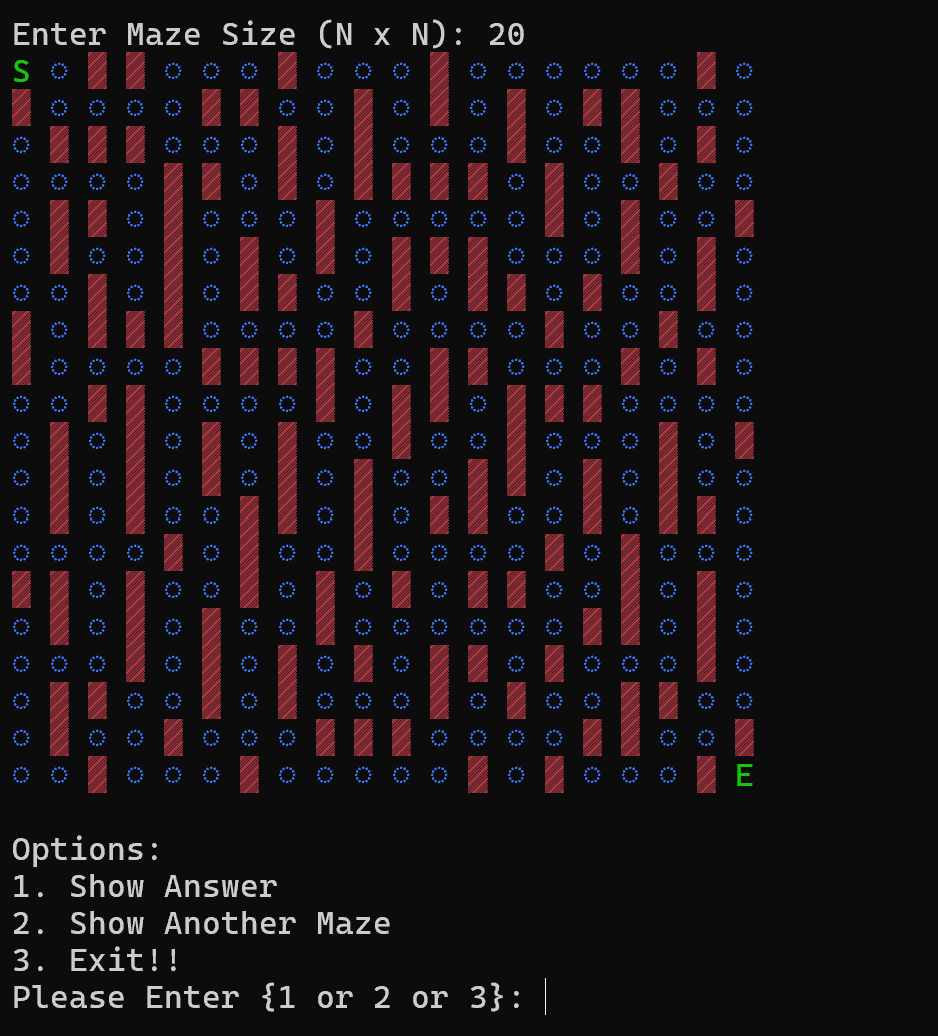 Enter Maze Size (N x N): 20
S
E
Options:
1. Show Answer
2. Show Another Maze
3. Exit!!
Please Enter {1 or 2 or 3}: